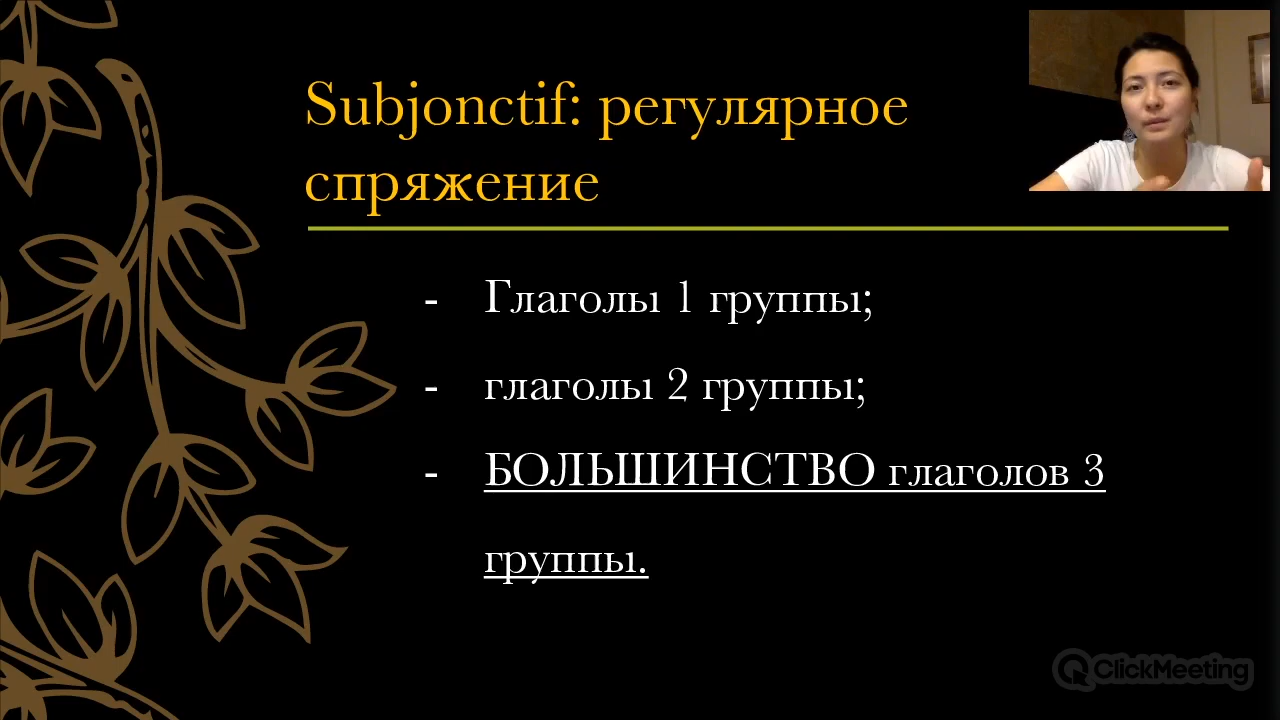 Subjonctif: регулярное
спряжение
- Глаголы 1 группы;
- глаголы 2 группы;
- БОЛЬШИНСТВО глаголов 3
группы.
ClickMeeting